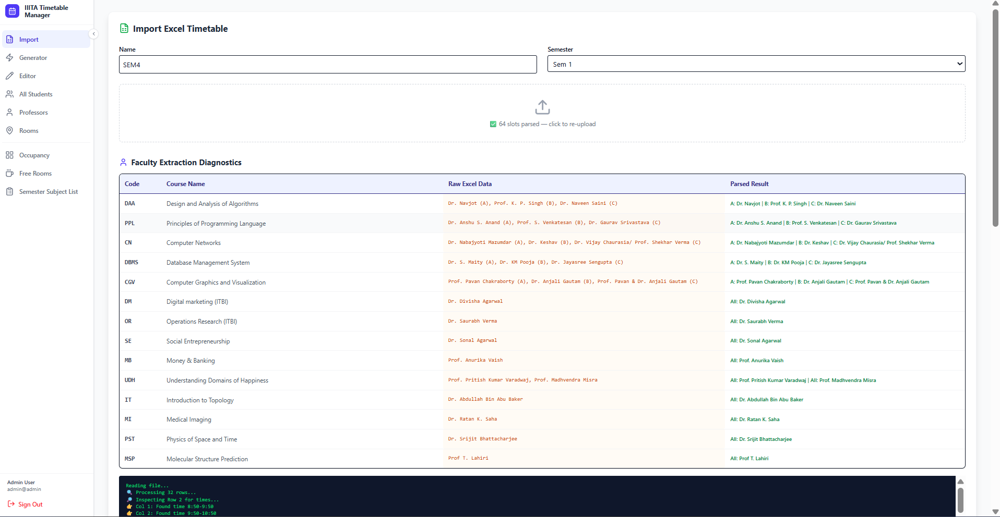 IIITA Timetable
Manager
Import
Generator
Editor
All Students
Professors
Rooms
Occupancy
Free Rooms
Semester Subject List
Admin User
admin@admin
Sign Out
Import Excel Timetable
Name
SEM4
Semester
Sem 1
✅ 64 slots parsed — click to re-upload
Faculty Extraction Diagnostics
Code Course Name Raw Excel Data Parsed Result
DAA Design and Analysis of Algorithms Dr. Navjot (A), Prof. K. P. Singh (B), Dr. Naveen Saini (C) A: Dr. Navjot | B: Prof. K. P. Singh | C: Dr. Naveen Saini
PPL Principles of Programming Language Dr. Anshu S. Anand (A), Prof. S. Venkatesan (B), Dr. Gaurav Srivastava (C) A: Dr. Anshu S. Anand | B: Prof. S. Venkatesan | C: Dr. Gaurav Srivastava
CN Computer Networks Dr. Nabajyoti Mazumdar (A), Dr. Keshav (B), Dr. Vijay Chaurasia/ Prof. Shekhar Verma (C) A: Dr. Nabajyoti Mazumdar | B: Dr. Keshav | C: Dr. Vijay Chaurasia/ Prof. Shekhar Verma
DBMS Database Management System Dr. S. Maity (A), Dr. KM Pooja (B), Dr. Jayasree Sengupta (C) A: Dr. S. Maity | B: Dr. KM Pooja | C: Dr. Jayasree Sengupta
CGV Computer Graphics and Visualization Prof. Pavan Chakraborty (A), Dr. Anjali Gautam (B), Prof. Pavan & Dr. Anjali Gautam (C) A: Prof. Pavan Chakraborty | B: Dr. Anjali Gautam | C: Prof. Pavan & Dr. Anjali Gautam
DM Digital marketing (ITBI) Dr. Divisha Agarwal All: Dr. Divisha Agarwal
OR Operations Research (ITBI) Dr. Saurabh Verma All: Dr. Saurabh Verma
SE Social Entrepreneurship Dr. Sonal Agarwal All: Dr. Sonal Agarwal
MB Money & Banking Prof. Anurika Vaish All: Prof. Anurika Vaish
UDH Understanding Domains of Happiness Prof. Pritish Kumar Varadwaj, Prof. Madhvendra Misra All: Prof. Pritish Kumar Varadwaj | All: Prof. Madhvendra Misra
IT Introduction to Topology Dr. Abdullah Bin Abu Baker All: Dr. Abdullah Bin Abu Baker
MI Medical Imaging Dr. Ratan K. Saha All: Dr. Ratan K. Saha
PST Physics of Space and Time Dr. Srijit Bhattacharjee All: Dr. Srijit Bhattacharjee
MSP Molecular Structure Prediction Prof T. Lahiri All: Prof T. Lahiri
Reading file...
🔍 Processing 32 rows...
🔎 Inspecting Row 2 for times...
👉 Col 1: Found time 8:50-9:50
👉 Col 2: Found time 9:50-10:50